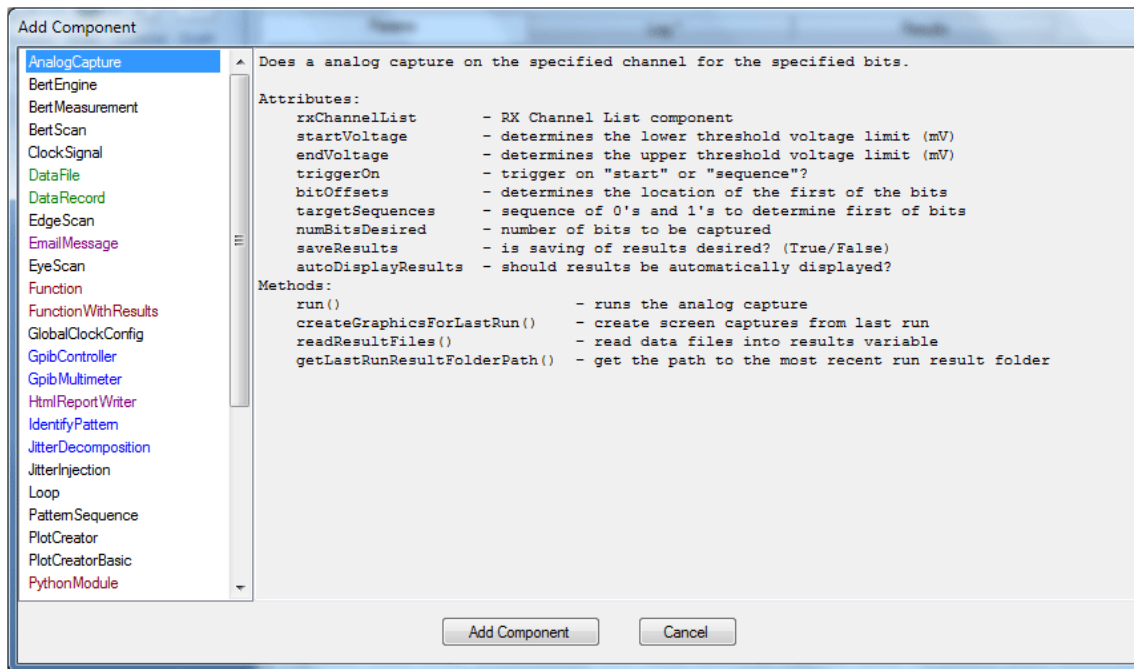 Add Component
AnalogCapture
BertEngine
BertMeasurement
BertScan
ClockSignal
DataFile
DataRecord
EdgeScan
EmailMessage
EyeScan
Function
FunctionWithResults
GlobalClockConfig
GpibController
GpibMultimeter
HtmlReportWriter
IdentifyPattern
JitterDecomposition
JitterInjection
Loop
PatternSequence
PlotCreator
PlotCreatorBasic
PythonModule
Does a analog capture on the specified channel for the specified bits.
Attributes:
rxChannelList - RX Channel List component
startVoltage - determines the lower threshold voltage limit (mV)
endVoltage - determines the upper threshold voltage limit (mV)
triggerOn - trigger on "start" or "sequence"?
bitOffsets - determines the location of the first of the bits
targetSequences - sequence of 0's and 1's to determine first of bits
numBitsDesired - number of bits to be captured
saveResults - is saving of results desired? (True/False)
autoDisplayResults - should results be automatically displayed?
Methods:
run() - runs the analog capture
createGraphicsForLastRun() - create screen captures from last run
readResultFiles() - read data files into results variable
getLastRunResultFolderPath() - get the path to the most recent run result folder
Add Component
Cancel